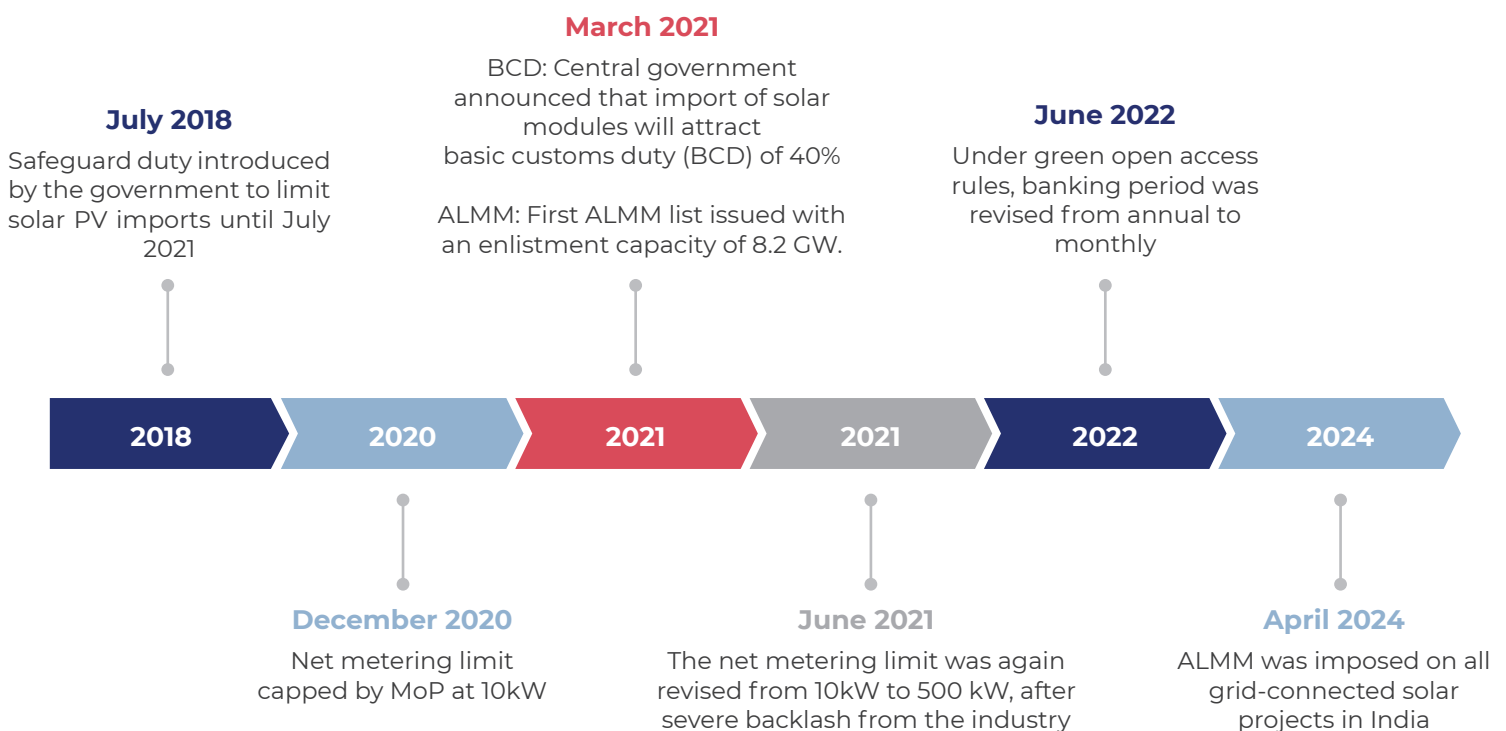 March 2021
BCD: Central government
announced that import of solar
modules will attract
basic customs duty (BCD) of 40%
ALMM: First ALMM list issued with
an enlistment capacity of 8.2 GW.
July 2018
Safeguard duty introduced
by the government to limit
solar PV imports until July
2021
June 2022
Under green open access
rules, banking period was
revised from annual to
monthly
2018
2020
2021
2021
2022
2024
December 2020
Net metering limit
capped by MoP at 10kW
June 2021
The net metering limit was again
revised from 10kW to 500 kW, after
severe backlash from the industry
April 2024
ALMM was imposed on all
grid-connected solar
projects in India